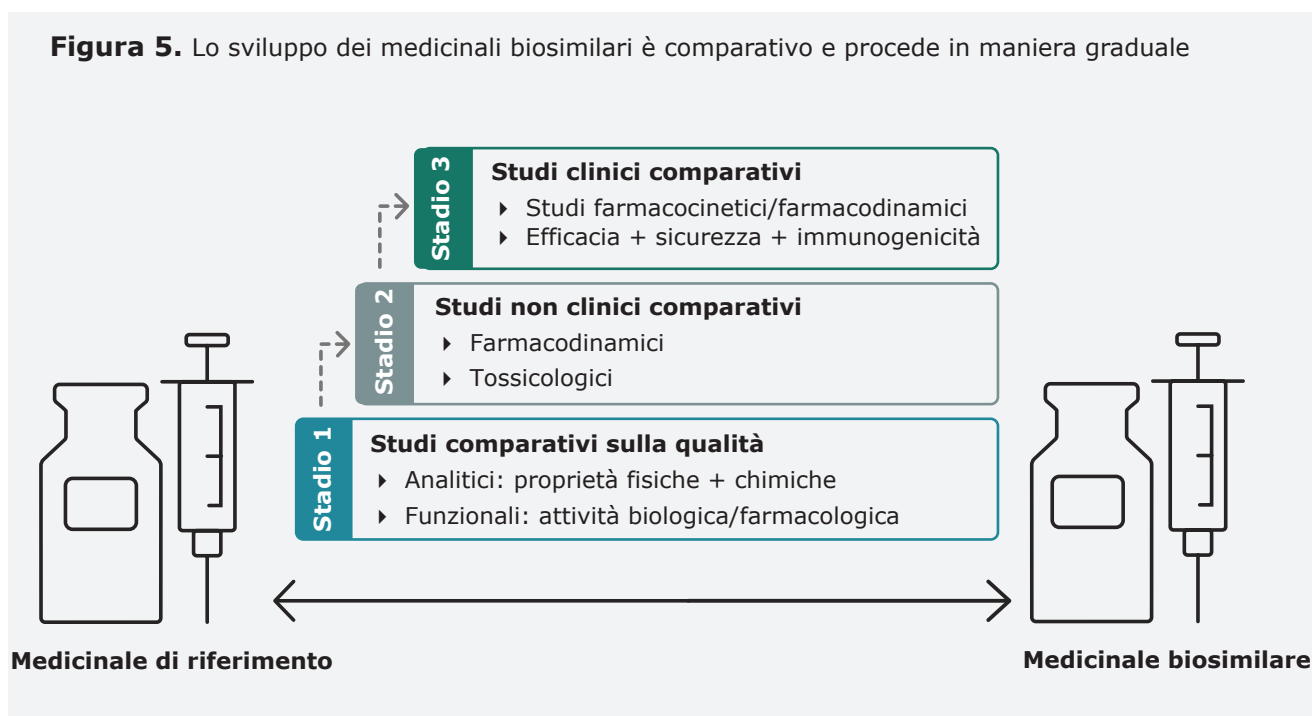 Figura 5. Lo sviluppo dei medicinali biosimilari è comparativo e procede in maniera graduale
Stadio 3
Studi clinici comparativi
‣ Studi farmacocinetici/farmacodinamici
‣ Efficacia + sicurezza + immunogenicità
Stadio 2
Studi non clinici comparativi
‣ Farmacodinamici
‣ Tossicologici
Stadio 1
Studi comparativi sulla qualità
‣ Analitici: proprietà fisiche + chimiche
‣ Funzionali: attività biologica/farmacologica
Medicinale di riferimento
Medicinale biosimilare